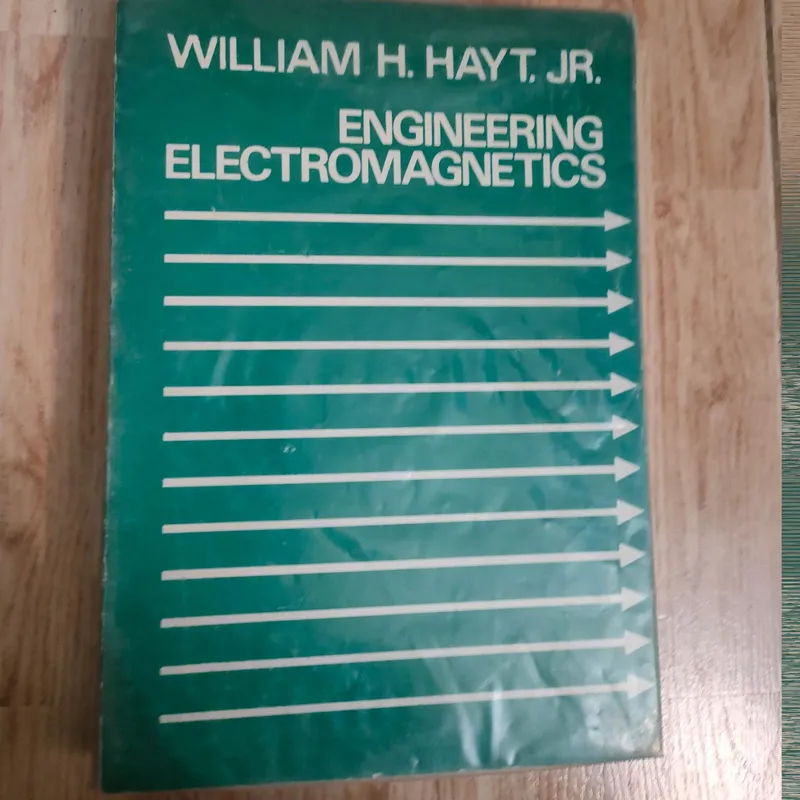 WILLIAM H. HAYT, JR.
ENGINEERING
ELECTROMAGNETICS